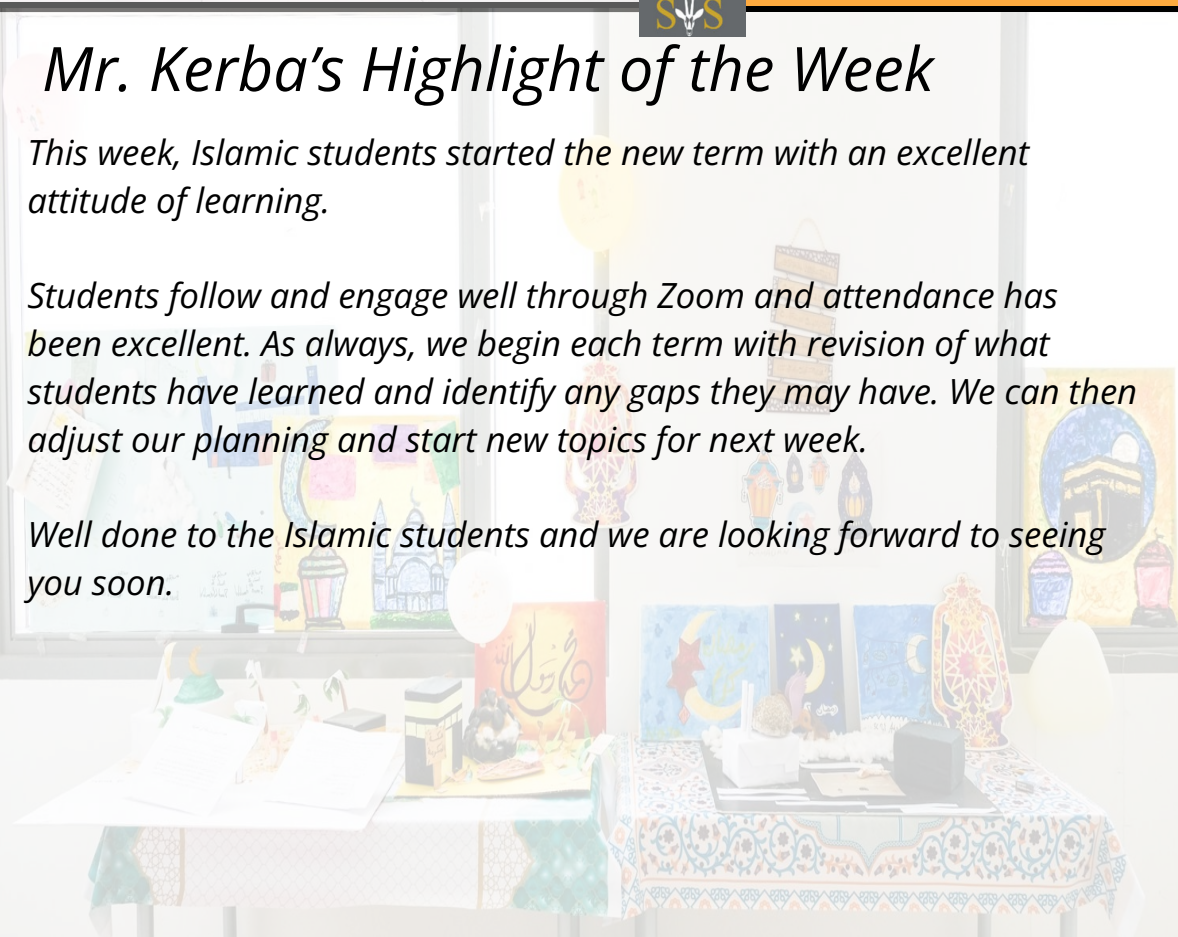 S S
Mr. Kerba’s Highlight of the Week
This week, Islamic students started the new term with an excellent
attitude of learning.
Students follow and engage well through Zoom and attendance has
been excellent. As always, we begin each term with revision of what
students have learned and identify any gaps they may have. We can then
adjust our planning and start new topics for next week.
Well done to the Islamic students and we are looking forward to seeing
you soon.